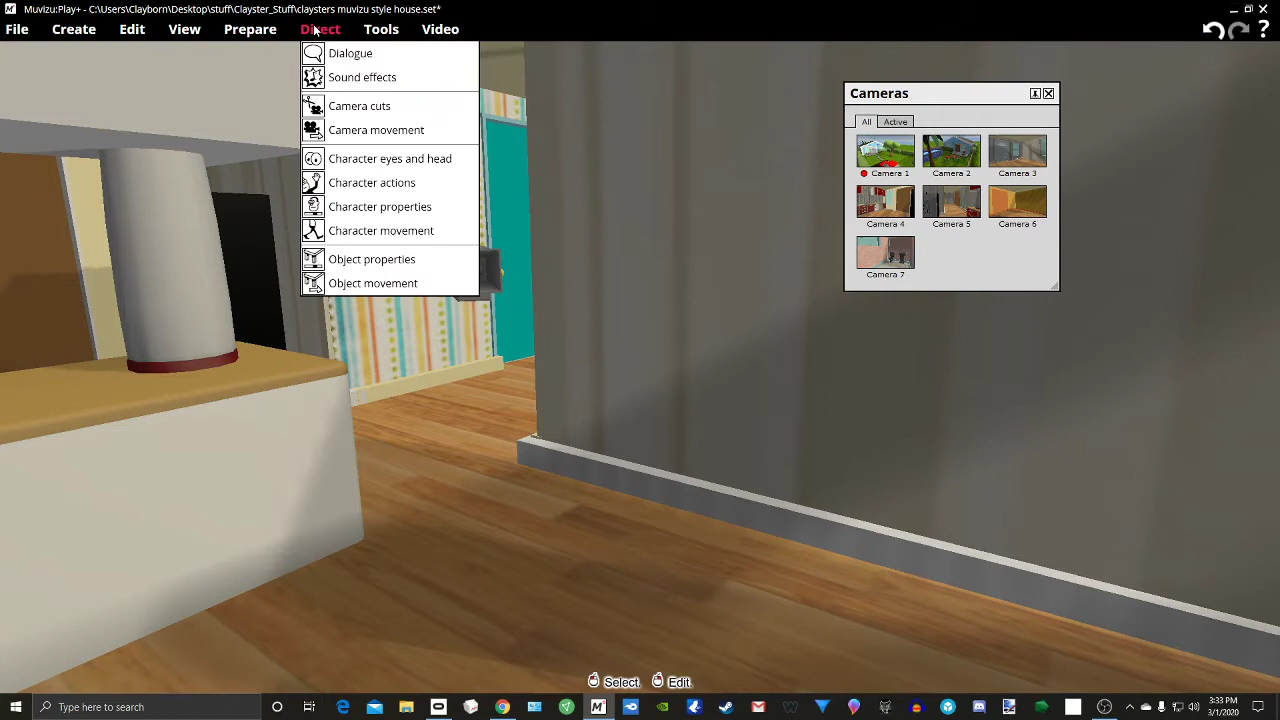 Muvizu:Play+ - C:\Users\Clayborn\Desktop\stuff\Clayster_Stuff\claysters muvizu style house.set*
File Create Edit View Prepare Direct Tools Video ?
Dialogue
Sound effects
Camera cuts
Camera movement
Character eyes and head
Character actions
Character properties
Character movement
Object properties
Object movement
Cameras
All Active
Camera 1 Camera 2 Camera 3
Camera 4 Camera 5 Camera 6
Camera 7
Select Edit
Type here to search
3:33 PM
3/1/2020